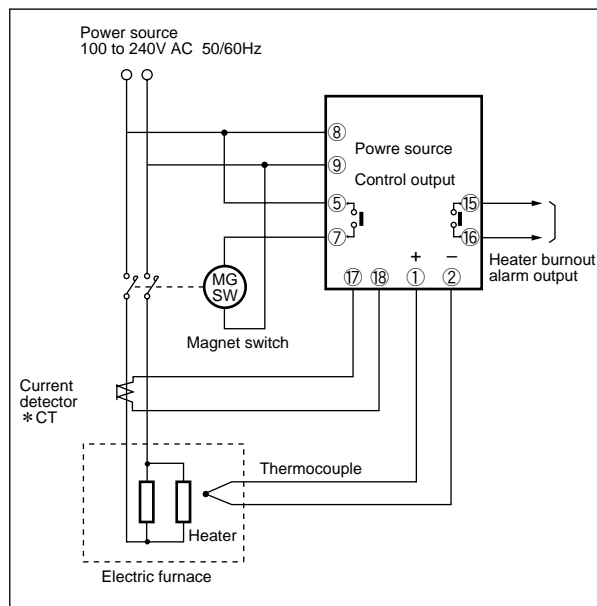 Power source
100 to 240V AC 50/60Hz
⑧
Powre source
⑨
Control output
⑤
⑮
⑦
⑯
+
−
Heater burnout
alarm output
MG
SW
⑰ ⑱ ① ②
Magnet switch
Current
detector
＊CT
Thermocouple
Heater
Electric furnace